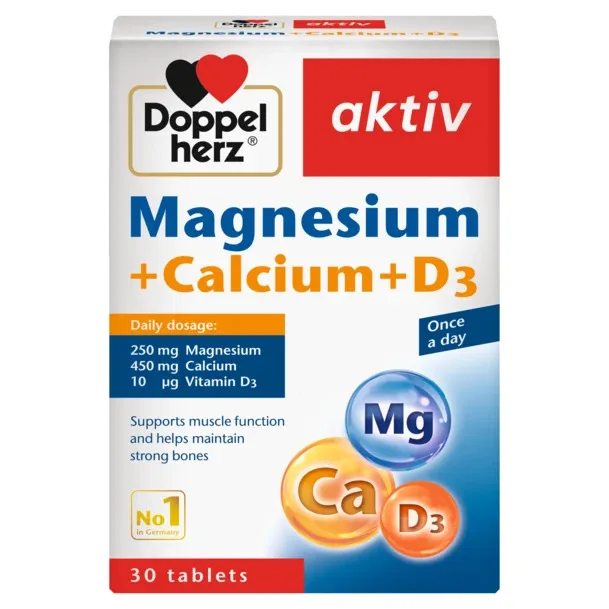 Magnesium+Calcium+D3
Doppel
herz®
aktiv
Magnesium
+Calcium+D3
Daily dosage:
250 mg Magnesium
450 mg Calcium
10 µg Vitamin D3
Once
a day
Supports muscle function
and helps maintain
strong bones
Mg
Ca
D3
No1
in Germany
30 tablets